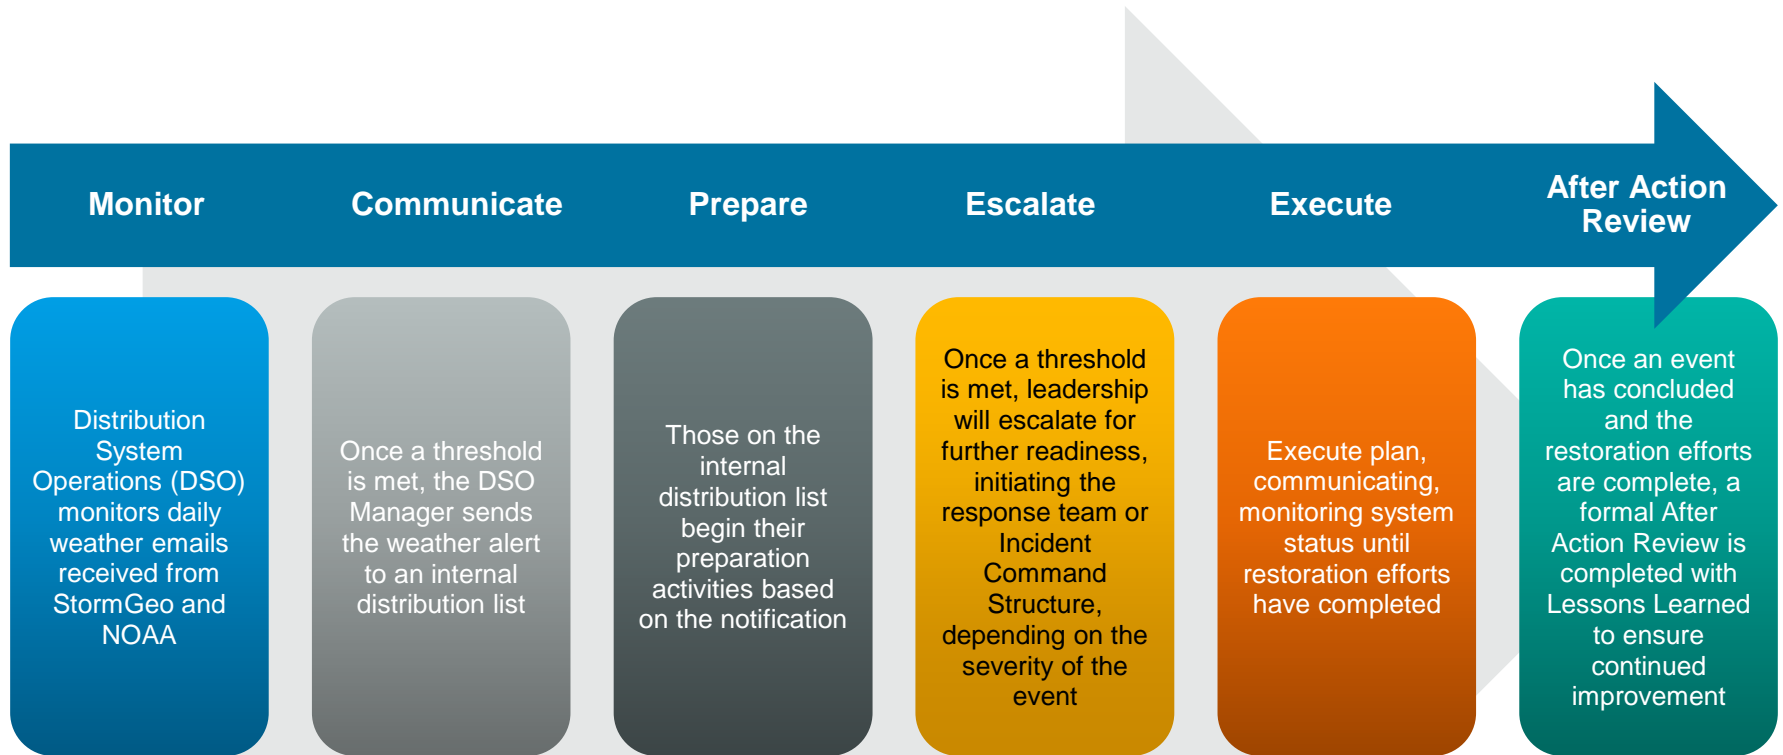 Monitor
Communicate
Prepare
Escalate
Execute
After Action
Review
Distribution
System
Operations (DSO)
monitors daily
weather emails
received from
StormGeo and
NOAA
Once a threshold
is met, the DSO
Manager sends
the weather alert
to an internal
distribution list
Those on the
internal
distribution list
begin their
preparation
activities based
on the notification
Once a threshold
is met, leadership
will escalate for
further readiness,
initiating the
response team or
Incident
Command
Structure,
depending on the
severity of the
event
Execute plan,
communicating,
monitoring system
status until
restoration efforts
have completed
Once an event
has concluded
and the
restoration efforts
are complete, a
formal After
Action Review is
completed with
Lessons Learned
to ensure
continued
improvement